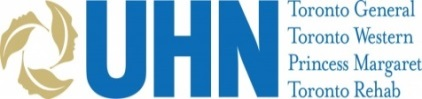 UHN
Toronto General
Toronto Western
Princess Margaret
Toronto Rehab